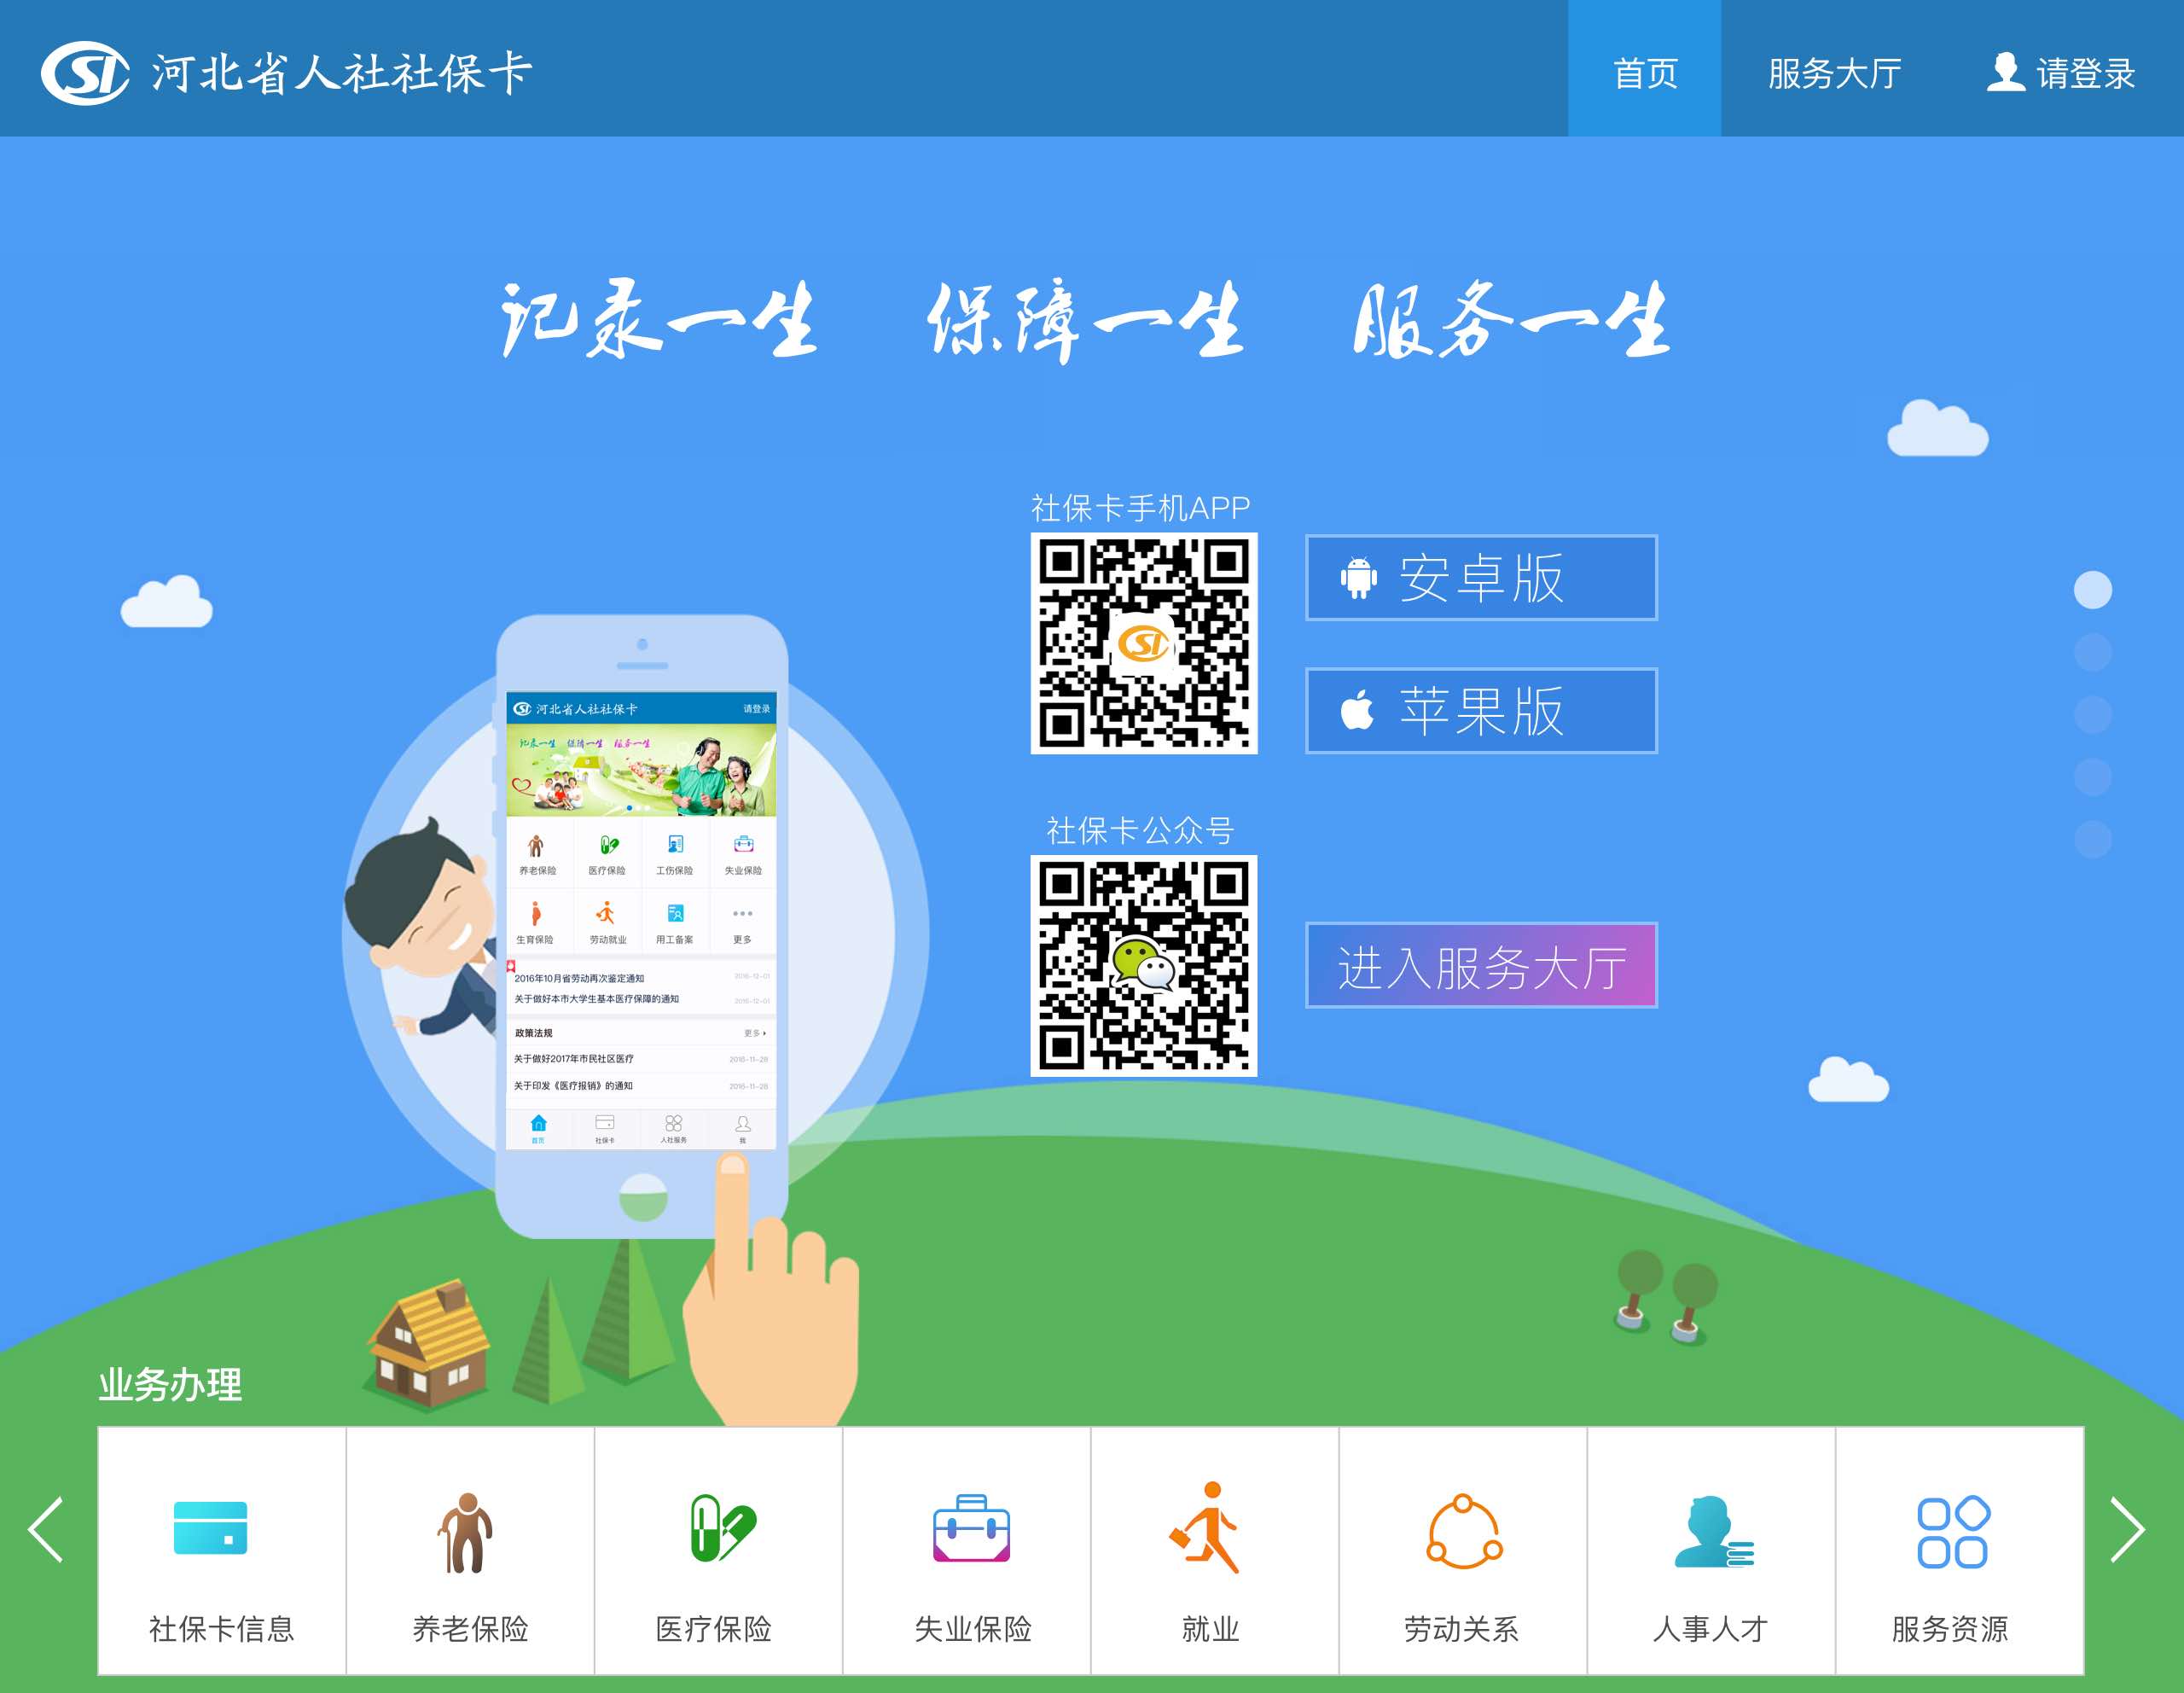 河北省人社社保卡
首页 服务大厅 请登录
记录一生 保障一生 服务一生
社保卡手机APP
安卓版
苹果版
社保卡公众号
进入服务大厅
河北省人社社保卡 请登录
记录一生 保障一生 服务一生
养老保险 医疗保险 工伤保险 失业保险
生育保险 劳动就业 用工备案 更多
2016年10月省劳动再次鉴定通知 2016-12-01
关于做好本市大学生基本医疗保障的通知 2016-12-01
政策法规 更多
关于做好2017年市民社区医疗 2016-11-28
关于印发《医疗报销》的通知 2016-11-28
首页 社保卡 人社服务 我
业务办理
社保卡信息 养老保险 医疗保险 失业保险 就业 劳动关系 人事人才 服务资源